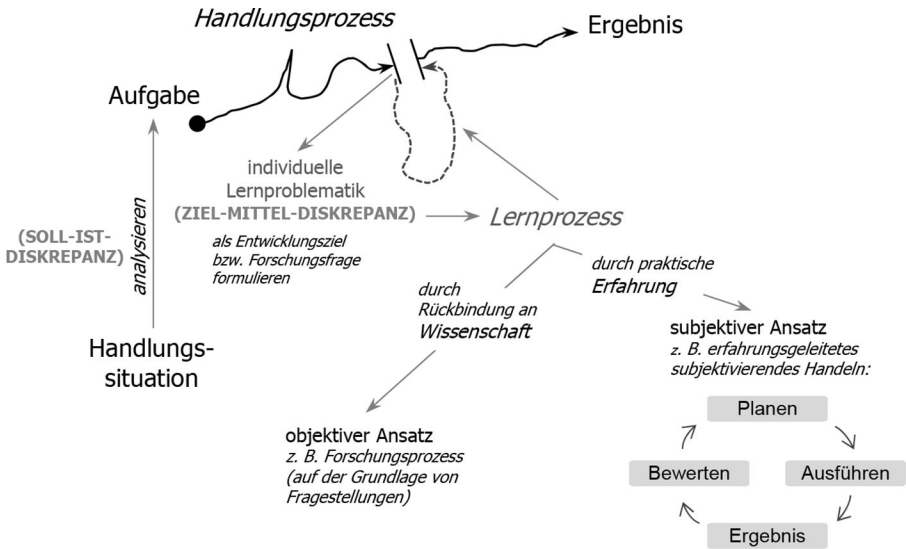 Handlungsprozess
Ergebnis
Aufgabe
individuelle
Lernproblematik
(ZIEL-MITTEL-DISKREPANZ)
Lernprozess
(SOLL-IST-
DISKREPANZ)
analysieren
als Entwicklungsziel
bzw. Forschungsfrage
formulieren
durch praktische
Erfahrung
durch
Rückbindung an
Wissenschaft
Handlungs-
situation
subjektiver Ansatz
z. B. erfahrungsgeleitetes
subjektivierendes Handeln:
objektiver Ansatz
z. B. Forschungsprozess
(auf der Grundlage von
Fragestellungen)
Planen
Bewerten
Ausführen
Ergebnis